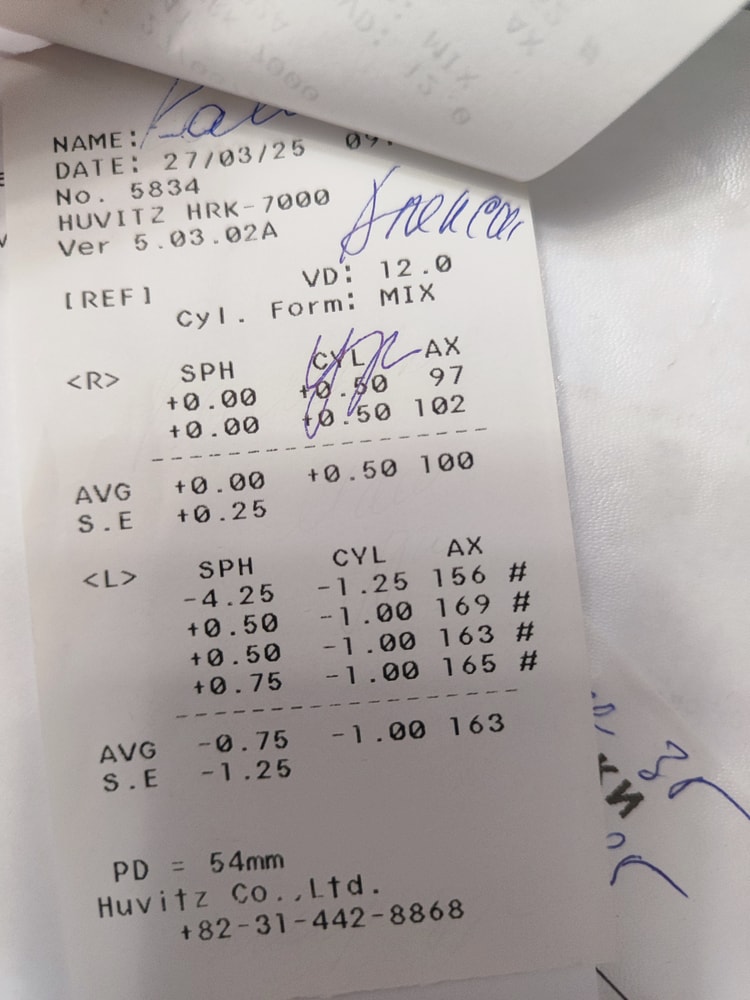 NAME:
DATE: 27/03/25 09.
No. 5834
HUVITZ HRK-7000
Ver 5.03.02A
VD: 12.0
[REF]
Cyl. Form: MIX
<R> SPH CYL AX
+0.00 +0.50 97
+0.00 +0.50 102
AVG +0.00 +0.50 100
S.E +0.25
<L> SPH CYL AX
-4.25 -1.25 156 #
+0.50 -1.00 169 #
+0.50 -1.00 163 #
+0.75 -1.00 165 #
AVG -0.75 -1.00 163
S.E -1.25
PD = 54mm
Huvitz Co.,Ltd.
+82-31-442-8868